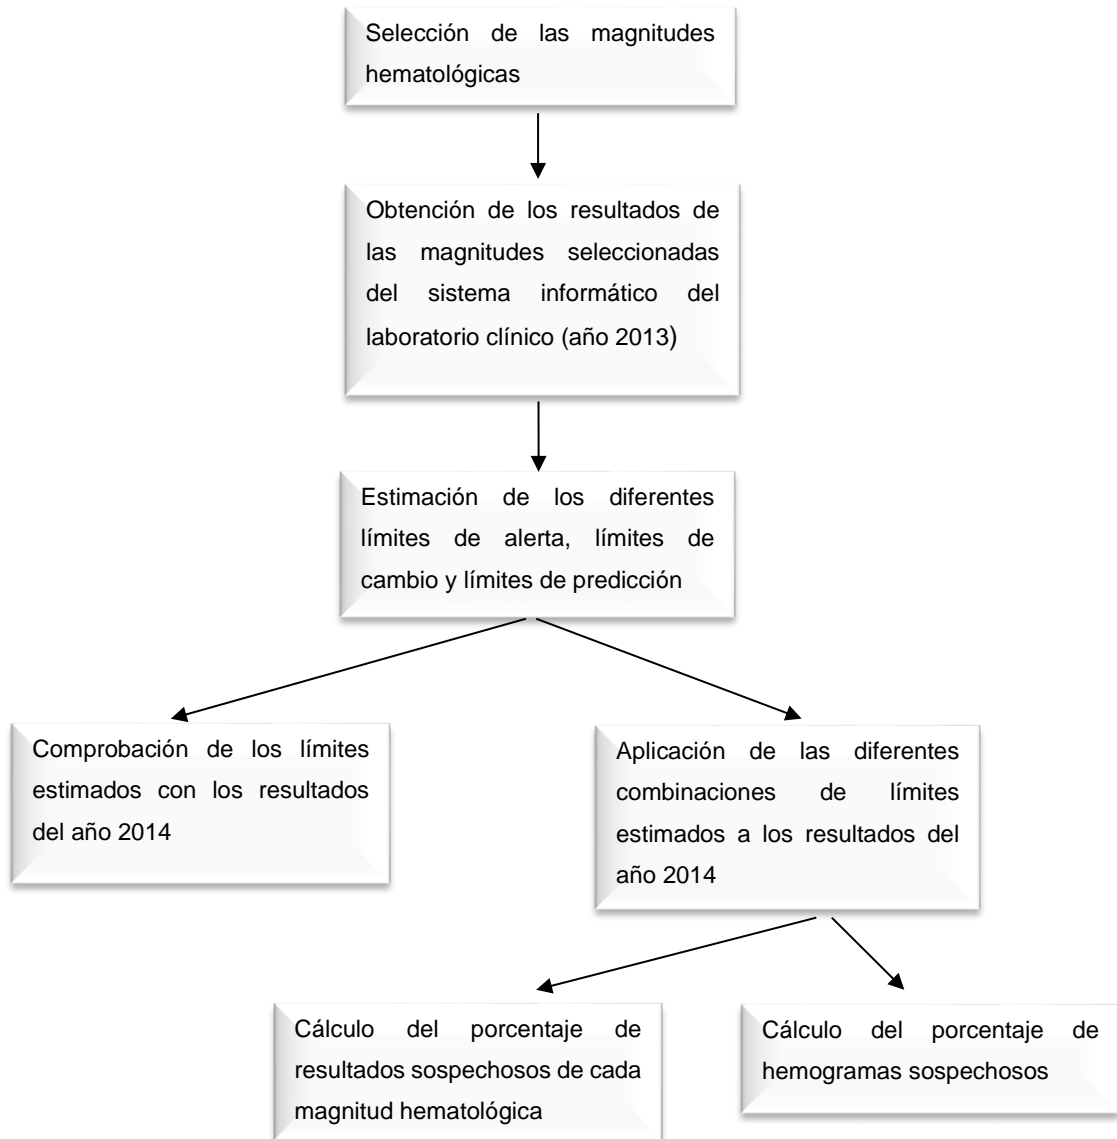 Selección de las magnitudes
hematológicas
Obtención de los resultados de
las magnitudes seleccionadas
del sistema informático del
laboratorio clínico (año 2013)
Estimación de los diferentes
límites de alerta, límites de
cambio y límites de predicción
Comprobación de los límites
estimados con los resultados
del año 2014
Aplicación de las diferentes
combinaciones de límites
estimados a los resultados del
año 2014
Cálculo del porcentaje de
resultados sospechosos de cada
magnitud hematológica
Cálculo del porcentaje de
hemogramas sospechosos